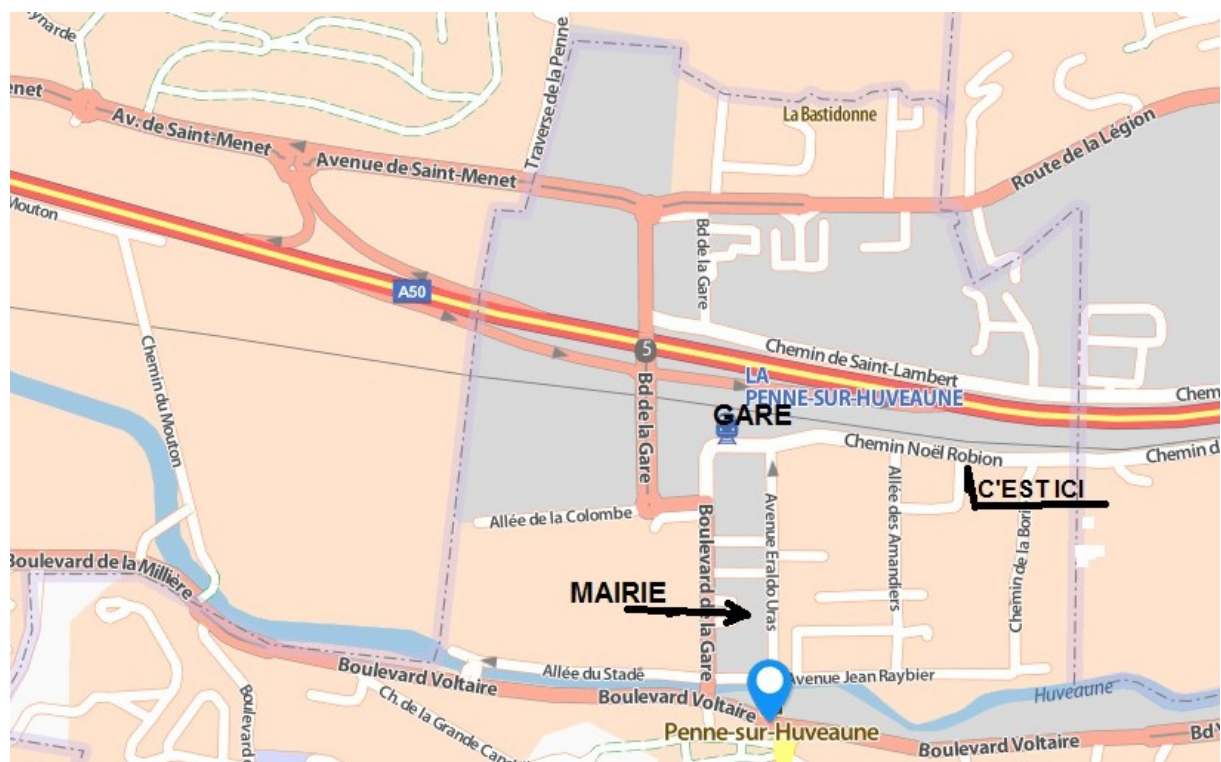 Traverse de la Penne
La Bastidonne
Route de la Légion
Av. de Saint-Menet
Avenue de Saint-Menet
Mouton
Bd de la Gare
A50
Chemin du Mouton
5
Chemin de Saint-Lambert
LA
PENNE-SUR-HUVEAUNE
Bd de la Gare
GARE
Chemin Noël Robion
Chemin
C'EST ICI
Allée de la Colombe
Boulevard de la Gare
Avenue Eraldo Uras
Allée des Amandiers
Chemin de la
Boulevard de la Millière
MAIRIE
Allée du Stade
Boulevard Voltaire
Boulevard Voltaire
Avenue Jean Raybier
Huveaune
Ch. de la Grande
Boulevard
Penne-sur-Huveaune
Boulevard Voltaire
Bd